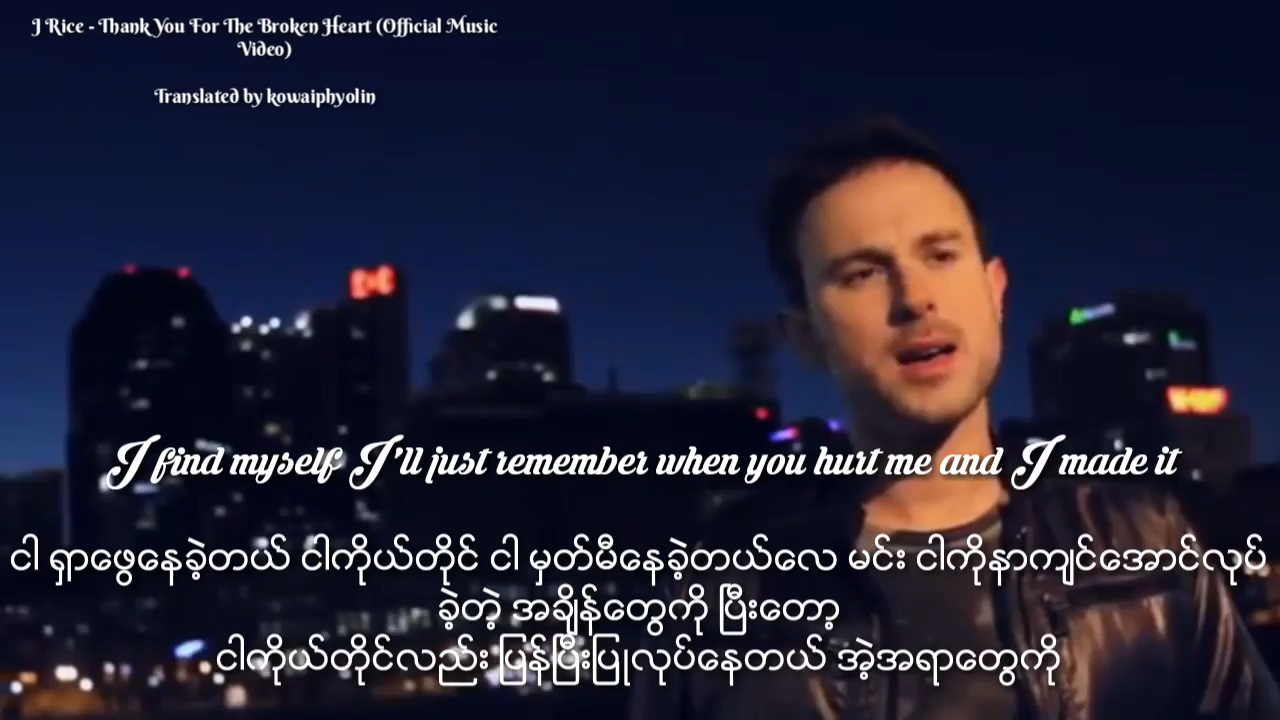 J Rice - Thank You For The Broken Heart (Official Music
Video)
Translated by kowaiphyolin
I find myself I'll just remember when you hurt me and I made it
ငါ ရှာဖွေနေခဲ့တယ် ငါကိုယ်တိုင် ငါ မှတ်မိနေခဲ့တယ်လေ မင်း ငါကိုနာကျင်အောင်လုပ်
ခဲ့တဲ့ အချိန်တွေကို ပြီးတော့
ငါကိုယ်တိုင်လည်း ပြန်ပြီးပြုလုပ်နေတယ် အဲ့အရာတွေကို